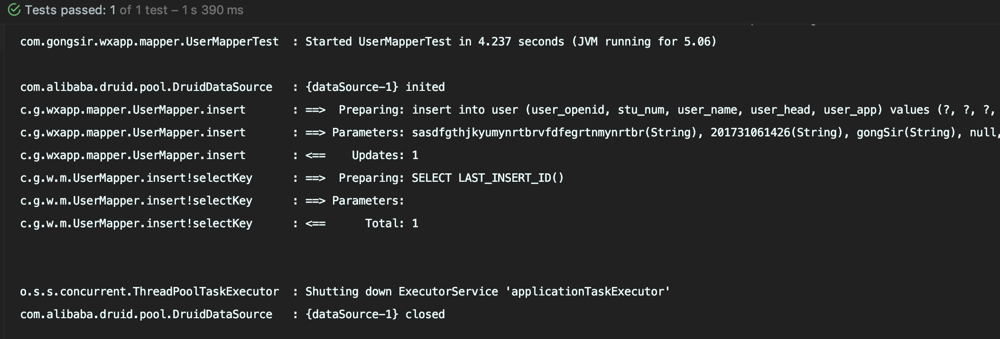 Tests passed: 1 of 1 test – 1 s 390 ms
com.gongsir.wxapp.mapper.UserMapperTest  : Started UserMapperTest in 4.237 seconds (JVM running for 5.06)
com.alibaba.druid.pool.DruidDataSource   : {dataSource-1} inited
c.g.wxapp.mapper.UserMapper.insert       : ==>  Preparing: insert into user (user_openid, stu_num, user_name, user_head, user_app) values (?, ?, ?,
c.g.wxapp.mapper.UserMapper.insert       : ==> Parameters: sasdfgthjkyumynrtbrvfdfegrtnmynrtbr(String), 201731061426(String), gongSir(String), null,
c.g.wxapp.mapper.UserMapper.insert       : <==    Updates: 1
c.g.w.m.UserMapper.insert!selectKey      : ==>  Preparing: SELECT LAST_INSERT_ID()
c.g.w.m.UserMapper.insert!selectKey      : ==> Parameters:
c.g.w.m.UserMapper.insert!selectKey      : <==      Total: 1
o.s.s.concurrent.ThreadPoolTaskExecutor  : Shutting down ExecutorService 'applicationTaskExecutor'
com.alibaba.druid.pool.DruidDataSource   : {dataSource-1} closed